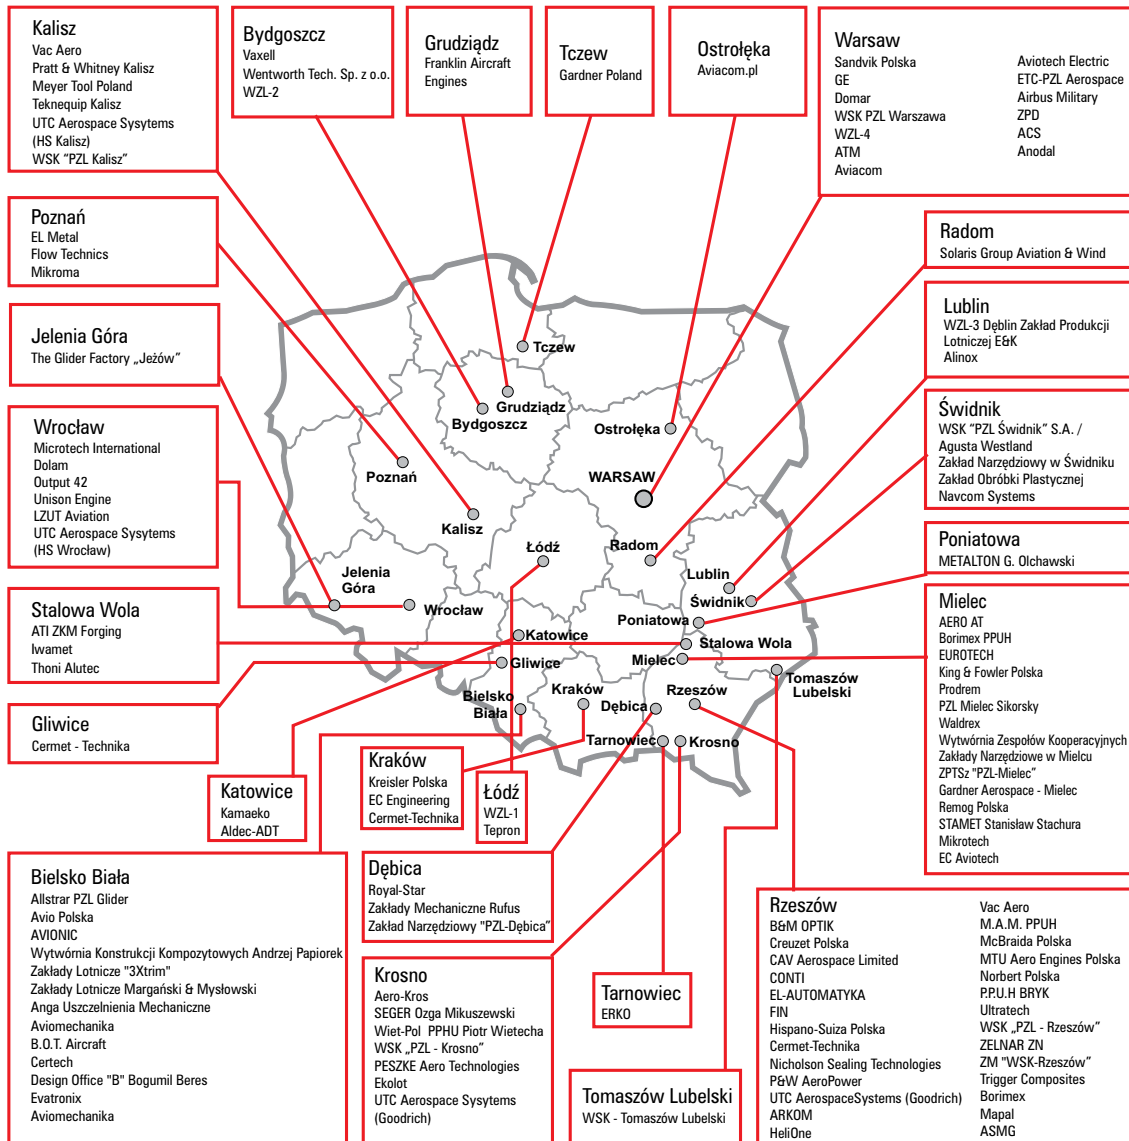 Kalisz
Vac Aero
Pratt & Whitney Kalisz
Meyer Tool Poland
Teknequip Kalisz
UTC Aerospace Sysytems
(HS Kalisz)
WSK “PZL Kalisz”
Bydgoszcz
Vaxell
Wentworth Tech. Sp. z o.o.
WZL-2
Grudziądz
Franklin Aircraft
Engines
Tczew
Gardner Poland
Ostrołęka
Aviacom.pl
Warsaw
Sandvik Polska
GE
Domar
WSK PZL Warszawa
WZL-4
ATM
Aviacom
Aviotech Electric
ETC-PZL Aerospace
Airbus Military
ZPD
ACS
Anodal
Poznań
EL Metal
Flow Technics
Mikroma
Radom
Solaris Group Aviation & Wind
Lublin
WZL-3 Dęblin Zakład Produkcji
Lotniczej E&K
Alinox
Jelenia Góra
The Glider Factory „Jeżów”
Wrocław
Microtech International
Dolam
Output 42
Unison Engine
LZUT Aviation
UTC Aerospace Sysytems
(HS Wrocław)
Świdnik
WSK “PZL Świdnik” S.A. /
Agusta Westland
Zakład Narzędziowy w Świdniku
Zakład Obróbki Plastycznej
Navcom Systems
Poniatowa
METALTON G. Olchawski
Stalowa Wola
ATI ZKM Forging
Iwamet
Thoni Alutec
Mielec
AERO AT
Borimex PPUH
EUROTECH
King & Fowler Polska
Prodrem
PZL Mielec Sikorsky
Waldrex
Wytwórnia Zespołów Kooperacyjnych
Zakłady Narzędziowe w Mielcu
ZPTSz "PZL-Mielec”
Gardner Aerospace - Mielec
Remog Polska
STAMET Stanisław Stachura
Mikrotech
EC Aviotech
Gliwice
Cermet - Technika
Tczew
Grudziądz
Bydgoszcz
Ostrołęka
Poznań
WARSAW
Kalisz
Łódź
Radom
Jelenia
Góra
Wrocław
Lublin
Świdnik
Poniatowa
Katowice
Stalowa Wola
Gliwice
Mielec
Tomaszów
Lubelski
Bielsko
Biała
Kraków
Dębica
Rzeszów
Tarnowiec
Krosno
Katowice
Kamaeko
Aldec-ADT
Kraków
Kreisler Polska
EC Engineering
Cermet-Technika
Łódź
WZL-1
Tepron
Bielsko Biała
Allstrar PZL Glider
Avio Polska
AVIONIC
Wytwórnia Konstrukcji Kompozytowych Andrzej Papiorek
Zakłady Lotnicze "3Xtrim"
Zakłady Lotnicze Margański & Mysłowski
Anga Uszczelnienia Mechaniczne
Aviomechanika
B.O.T. Aircraft
Certech
Design Office "B" Bogumil Beres
Evatronix
Aviomechanika
Dębica
Royal-Star
Zakłady Mechaniczne Rufus
Zakład Narzędziowy "PZL-Dębica”
Krosno
Aero-Kros
SEGER Ozga Mikuszewski
Wiet-Pol PPHU Piotr Wietecha
WSK „PZL - Krosno”
PESZKE Aero Technologies
Ekolot
UTC Aerospace Sysytems
(Goodrich)
Tarnowiec
ERKO
Tomaszów Lubelski
WSK - Tomaszów Lubelski
Rzeszów
B&M OPTIK
Creuzet Polska
CAV Aerospace Limited
CONTI
EL-AUTOMATYKA
FIN
Hispano-Suiza Polska
Cermet-Technika
Nicholson Sealing Technologies
P&W AeroPower
UTC AerospaceSystems (Goodrich)
ARKOM
HeliOne
Vac Aero
M.A.M. PPUH
McBraida Polska
MTU Aero Engines Polska
Norbert Polska
P.P.U.H BRYK
Ultratech
WSK „PZL - Rzeszów”
ZELNAR ZN
ZM "WSK-Rzeszów”
Trigger Composites
Borimex
Mapal
ASMG